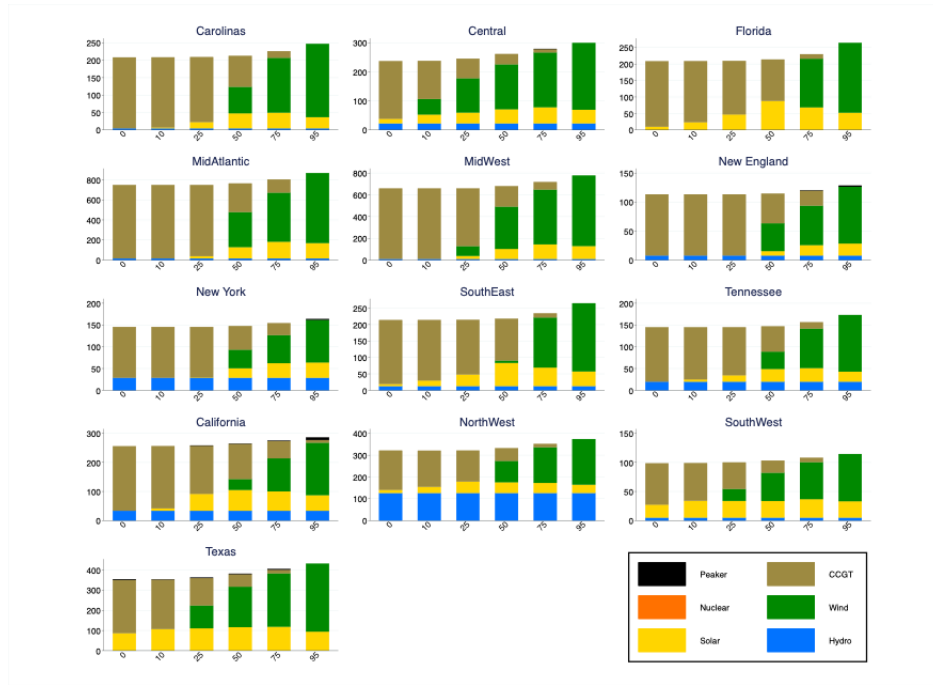 Carolinas
250
200
150
100
50
0
0 10 25 50 75 95
Central
300
200
100
0
0 10 25 50 75 95
Florida
250
200
150
100
50
0
0 10 25 50 75 95
MidAtlantic
800
600
400
200
0
0 10 25 50 75 95
MidWest
800
600
400
200
0
0 10 25 50 75 95
New England
150
100
50
0
0 10 25 50 75 95
New York
200
150
100
50
0
0 10 25 50 75 95
SouthEast
250
200
150
100
50
0
0 10 25 50 75 95
Tennessee
200
150
100
50
0
0 10 25 50 75 95
California
300
200
100
0
0 10 25 50 75 95
NorthWest
400
300
200
100
0
0 10 25 50 75 95
SouthWest
150
100
50
0
0 10 25 50 75 95
Texas
400
300
200
100
0
0 10 25 50 75 95
Peaker CCGT
Nuclear Wind
Solar Hydro